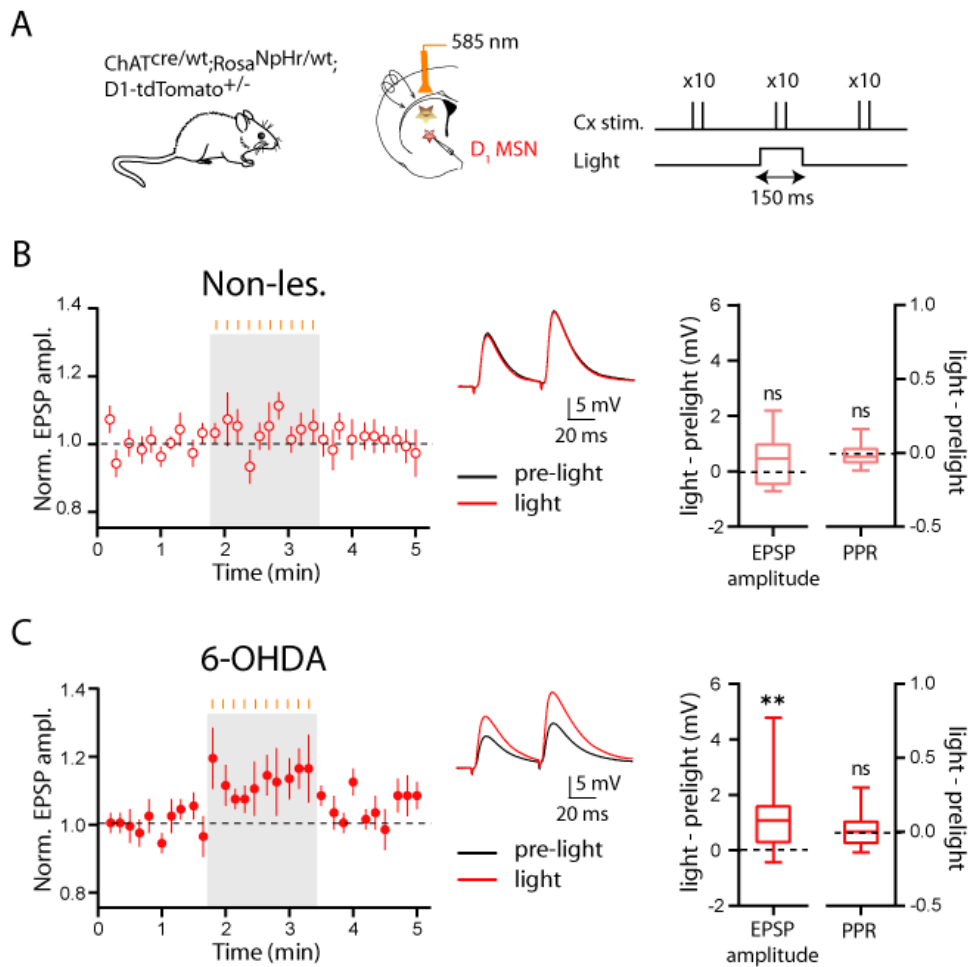 A
ChATcre/wt;RosaNpHr/wt;
D1-tdTomato+/-
585 nm
D1 MSN
x10 x10 x10
Cx stim.
Light
150 ms
B
Non-les.
Norm. EPSP ampl.
1.4
1.2
1.0
0.8
0 1 2 3 4 5
Time (min)
5 mV
20 ms
pre-light
light
light - prelight (mV)
6
4
2
0
-2
ns
ns
EPSP
amplitude
PPR
1.0
0.5
0.0
-0.5
light - prelight
C
6-OHDA
Norm. EPSP ampl.
1.4
1.2
1.0
0.8
0 1 2 3 4 5
Time (min)
5 mV
20 ms
pre-light
light
light - prelight (mV)
6
4
2
0
-2
**
ns
EPSP
amplitude
PPR
1.0
0.5
0.0
-0.5
light - prelight